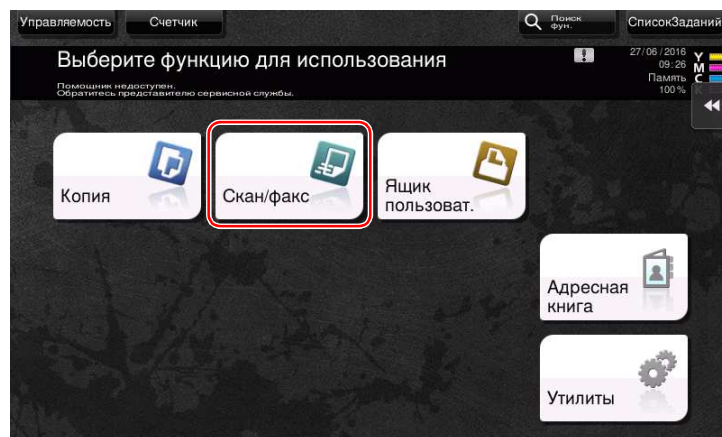 Управляемость
Счетчик
Поиск
фун.
СписокЗаданий
Выберите функцию для использования
Помощник недоступен.
Обратитесь представителю сервисной службы.
27/06/2016
09:26
Память
100 %
Y
M
C
K
Копия
Скан/факс
Ящик
пользоват.
Адресная
книга
Утилиты